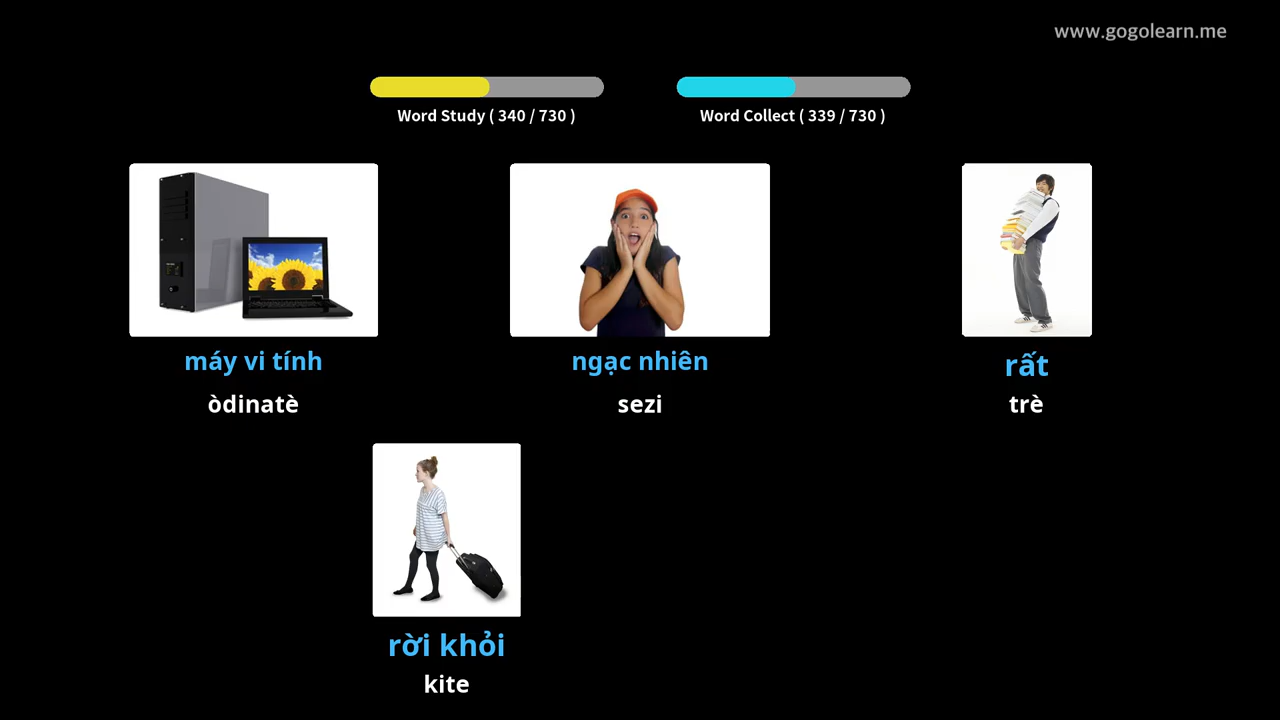 www.gogolearn.me
Word Study ( 340 / 730 )
Word Collect ( 339 / 730 )
máy vi tính
òdinatè
ngạc nhiên
sezi
rất
trè
rời khỏi
kite